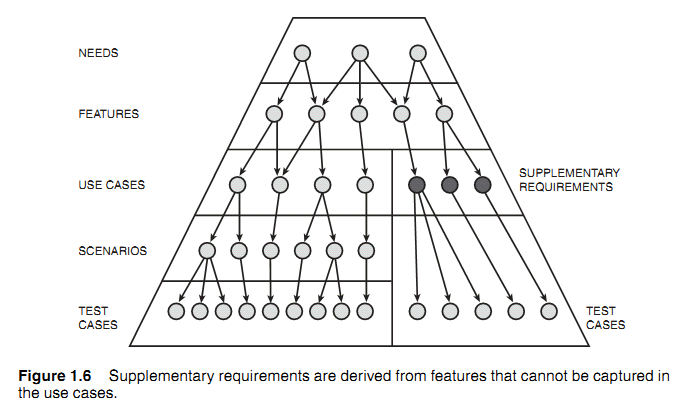 NEEDS
FEATURES
USE CASES
SUPPLEMENTARY
REQUIREMENTS
SCENARIOS
TEST
CASES
TEST
CASES
Figure 1.6 Supplementary requirements are derived from features that cannot be captured in
the use cases.